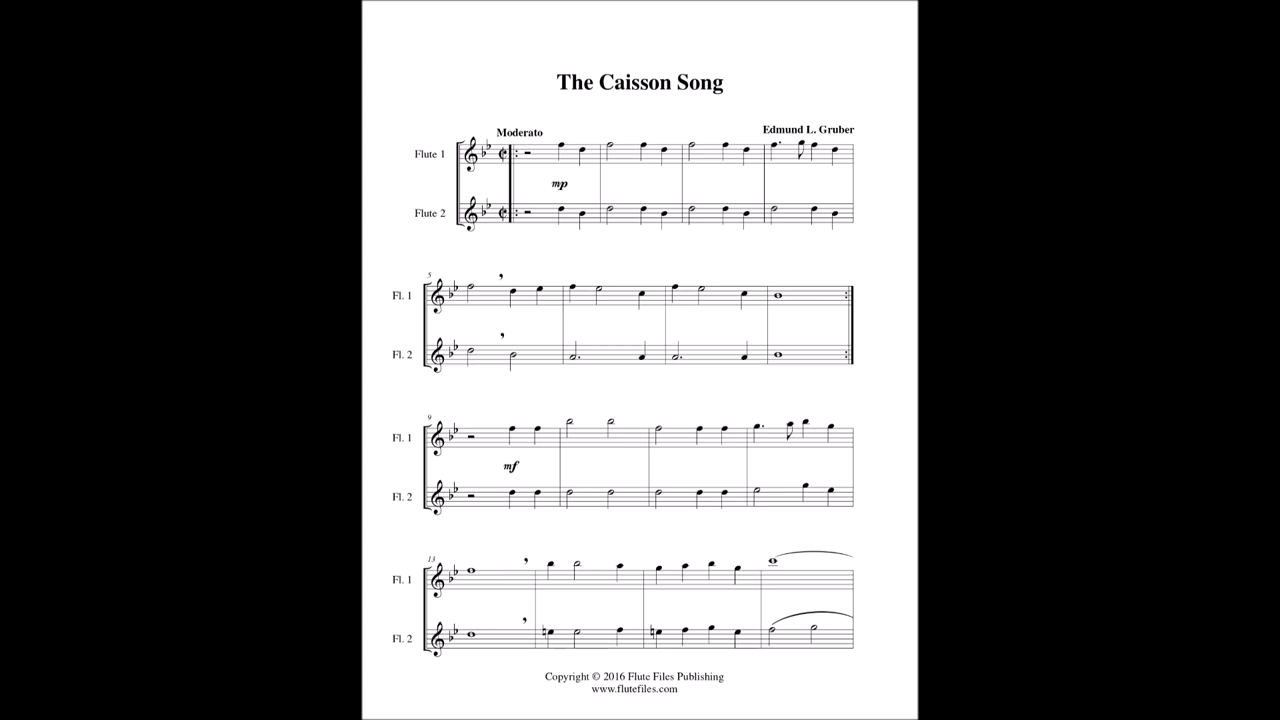 The Caisson Song
Moderato
Edmund L. Gruber
Flute 1
mp
Flute 2
5
Fl. 1
Fl. 2
9
Fl. 1
mf
Fl. 2
13
Fl. 1
Fl. 2
Copyright © 2016 Flute Files Publishing
www.flutefiles.com